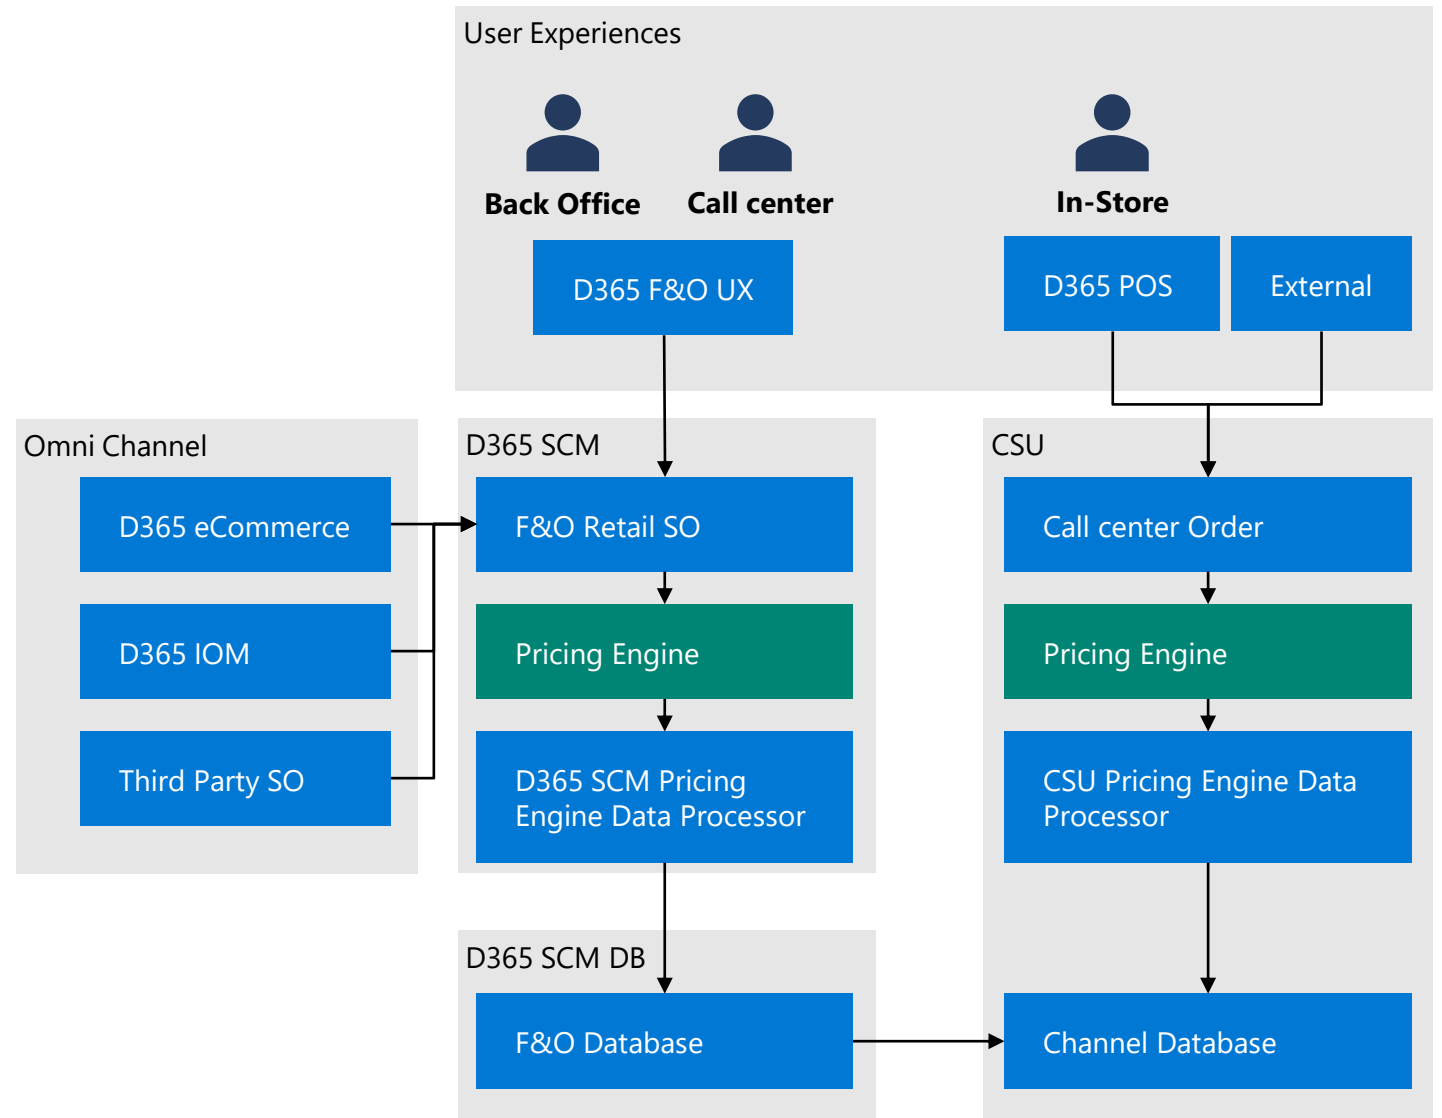 User Experiences
Back Office
Call center
In-Store
D365 F&O UX
D365 POS
External
Omni Channel
D365 eCommerce
D365 IOM
Third Party SO
D365 SCM
F&O Retail SO
Pricing Engine
D365 SCM Pricing
Engine Data Processor
D365 SCM DB
F&O Database
CSU
Call center Order
Pricing Engine
CSU Pricing Engine Data
Processor
Channel Database